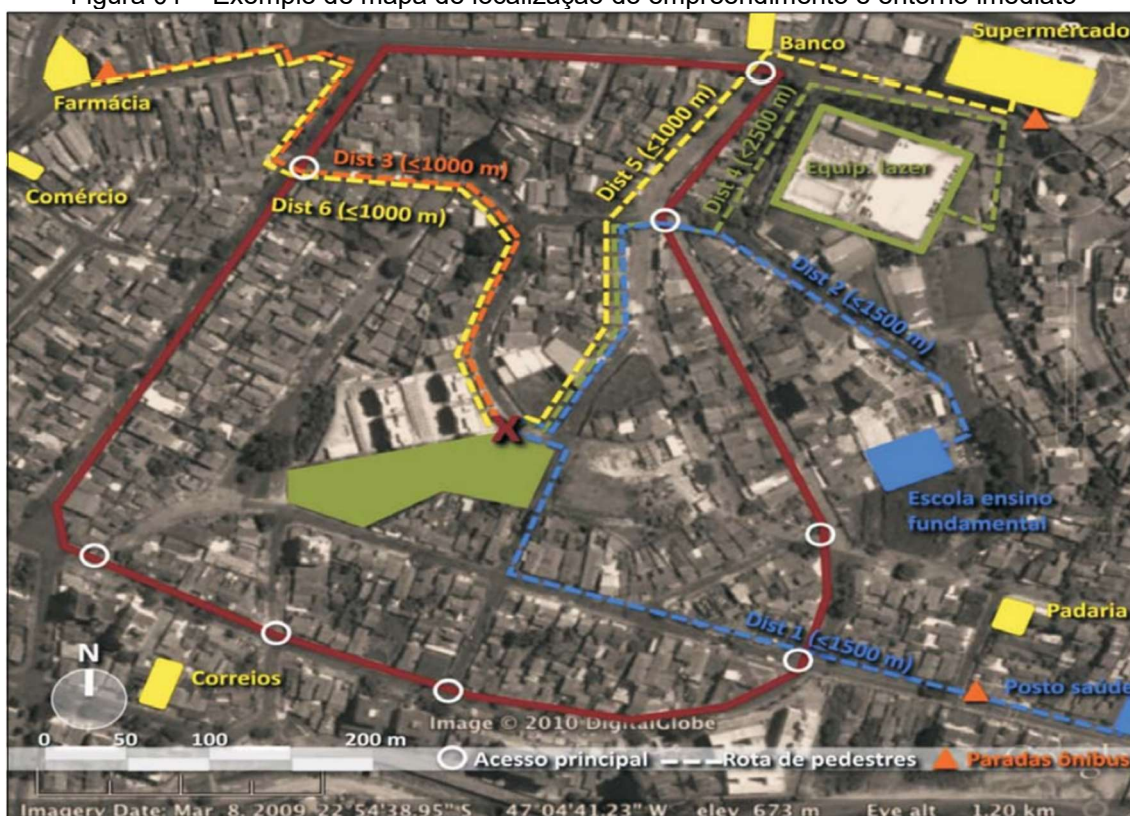 Figura 01 – Exemplo de mapa de localização do empreendimento e entorno imediato
Banco
Supermercado
Farmácia
Comércio
Dist 3 (≤1000 m)
Dist 6 (≤1000 m)
Dist 5 (≤1000 m)
Dist 4 (≤2500 m)
Equip. lazer
Dist 2 (≤1500 m)
X
Escola ensino
fundamental
Padaria
Dist 1 (≤1500 m)
Posto saúde
N
Correios
Image © 2010 DigitalGlobe
0 50 100 200 m
Acesso principal Rota de pedestres Paradas ônibus
Imagery Date: Mar 8, 2009 22°54'38.95" S 47°04'41.23" W elev 673 m Eye alt 1.20 km